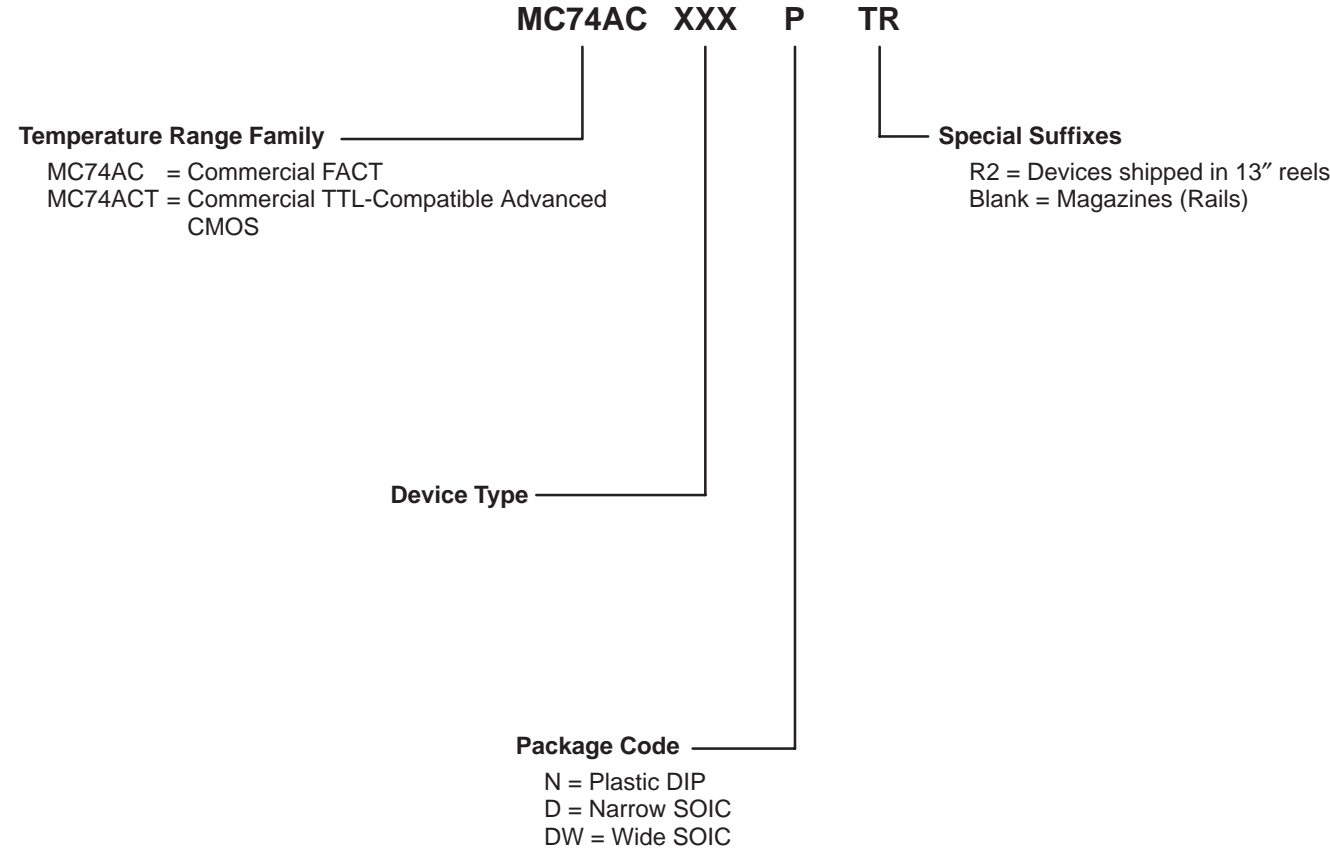 MC74AC XXX P TR
Temperature Range Family
MC74AC = Commercial FACT
MC74ACT = Commercial TTL-Compatible Advanced
CMOS
Special Suffixes
R2 = Devices shipped in 13″ reels
Blank = Magazines (Rails)
Device Type
Package Code
N = Plastic DIP
D = Narrow SOIC
DW = Wide SOIC